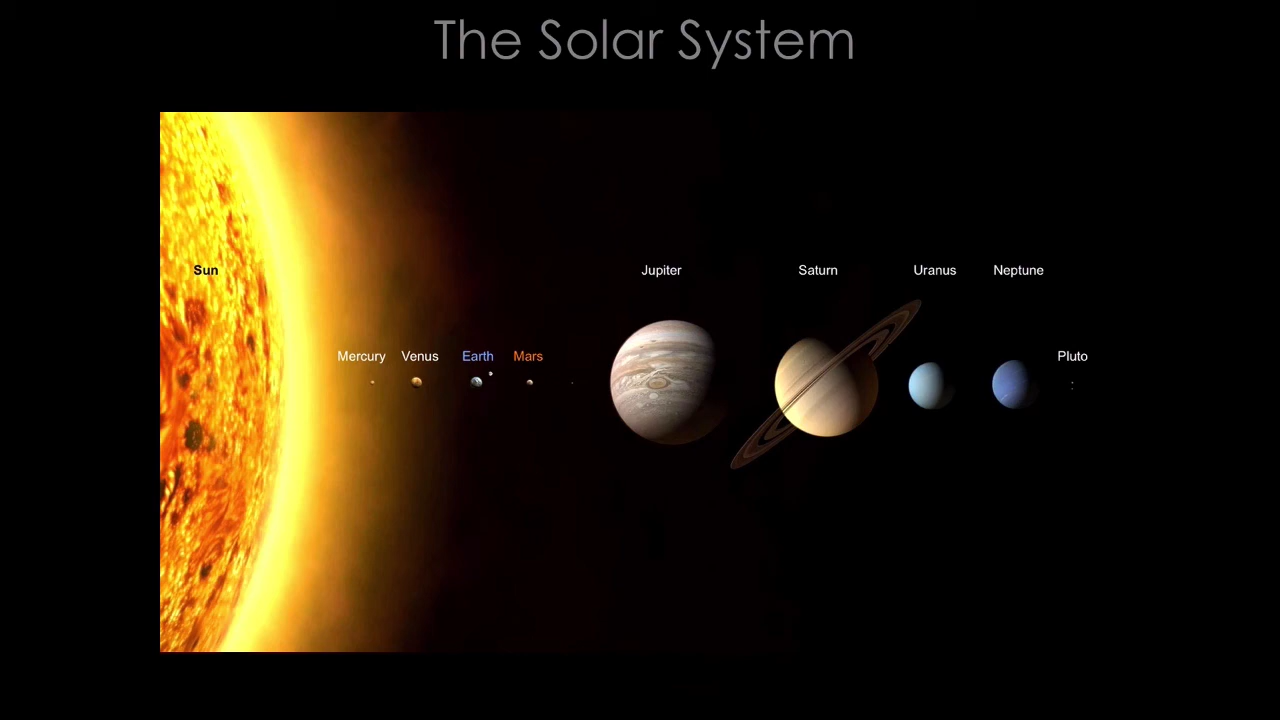 The Solar System
Sun
Jupiter
Saturn
Uranus
Neptune
Mercury
Venus
Earth
Mars
Pluto